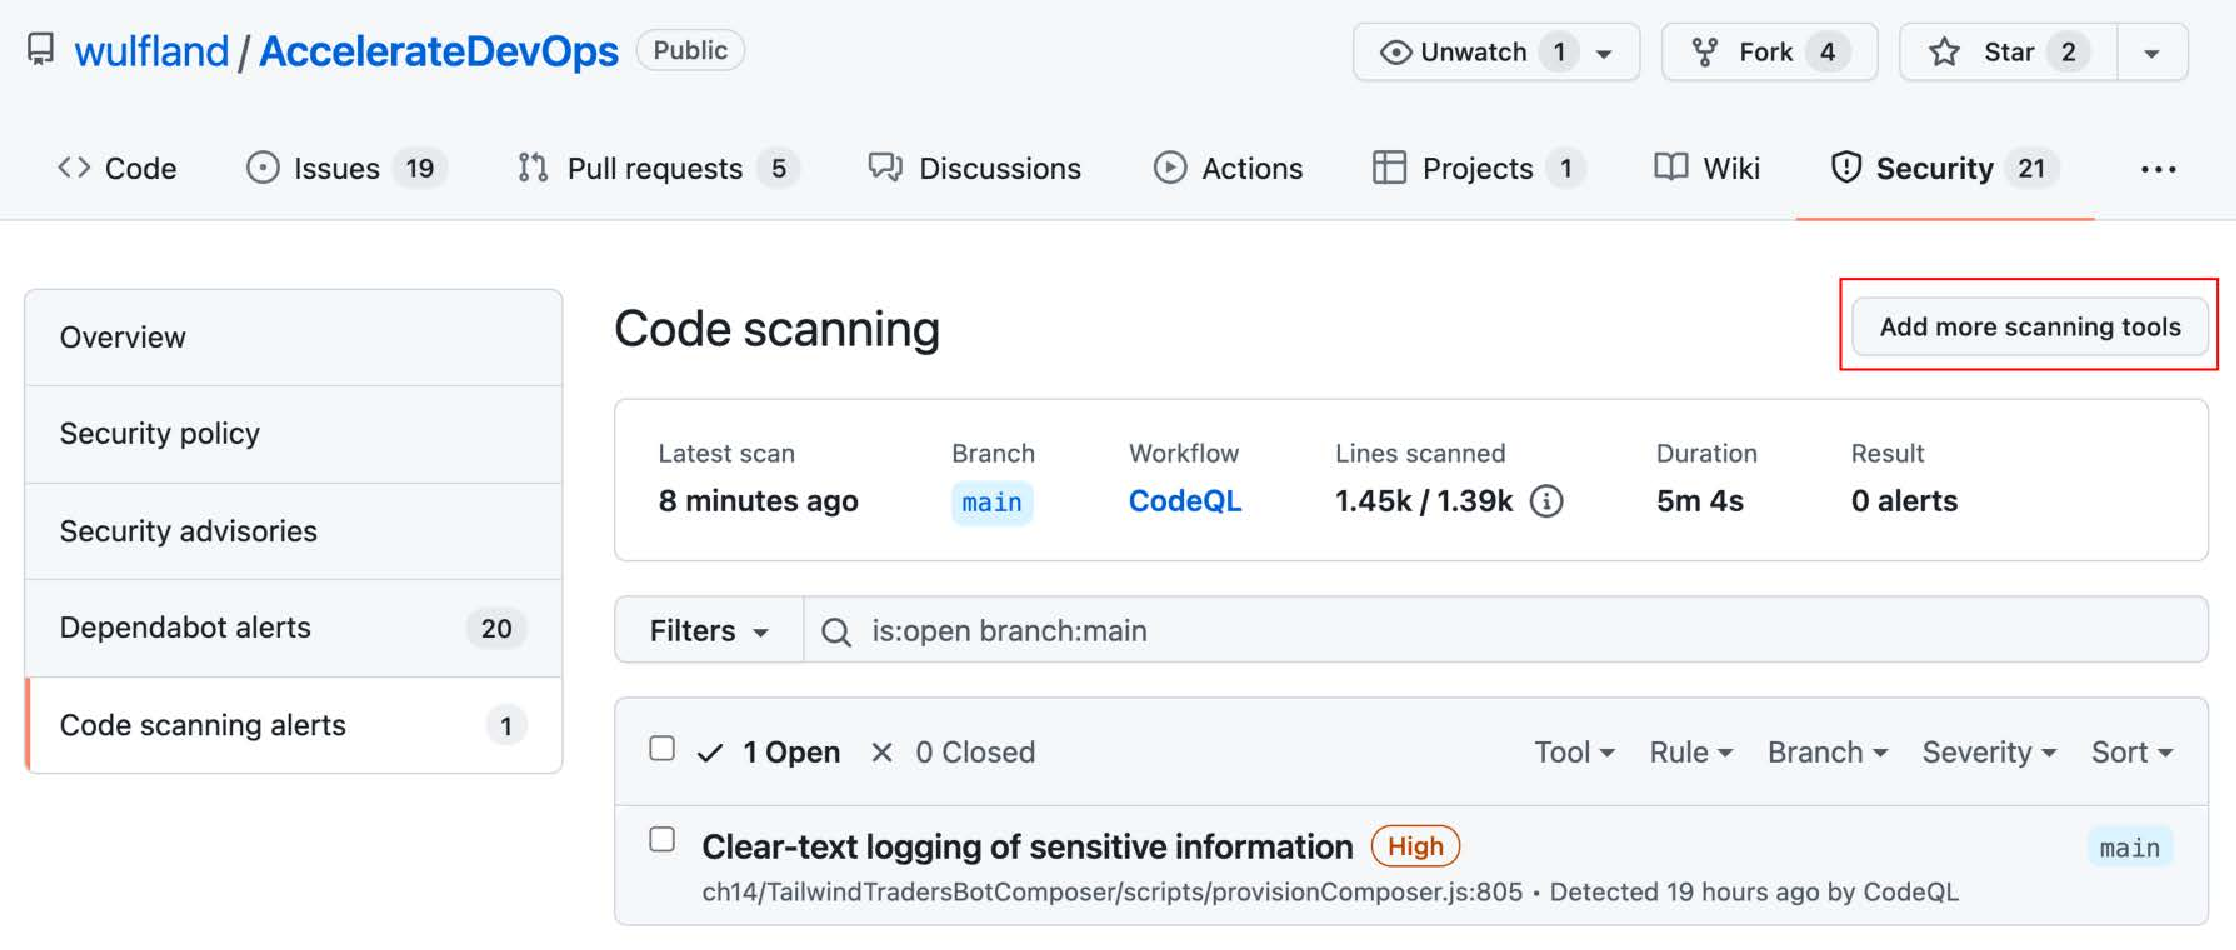 wulfland / AccelerateDevOps Public Unwatch 1 Fork 4 Star 2
Code Issues 19 Pull requests 5 Discussions Actions Projects 1 Wiki Security 21 ...
Overview
Security policy
Security advisories
Dependabot alerts 20
Code scanning alerts 1
Code scanning Add more scanning tools
Latest scan Branch Workflow Lines scanned Duration Result
8 minutes ago main CodeQL 1.45k / 1.39k 5m 4s 0 alerts
Filters is:open branch:main
1 Open 0 Closed Tool Rule Branch Severity Sort
Clear-text logging of sensitive information High main
ch14/TailwindTradersBotComposer/scripts/provisionComposer.js:805 • Detected 19 hours ago by CodeQL